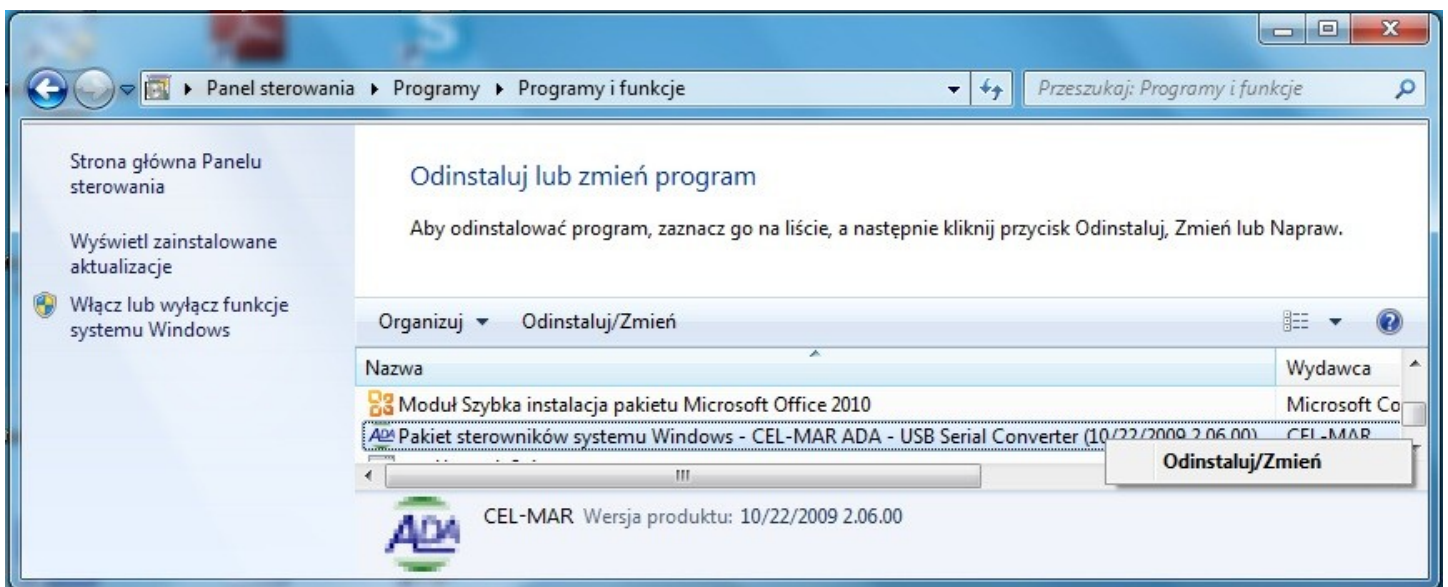 Panel sterowania ▸ Programy ▸ Programy i funkcje
Przeszukaj: Programy i funkcje
Strona główna Panelu
sterowania
Wyświetl zainstalowane
aktualizacje
Włącz lub wyłącz funkcje
systemu Windows
Odinstaluj lub zmień program
Aby odinstalować program, zaznacz go na liście, a następnie kliknij przycisk Odinstaluj, Zmień lub Napraw.
Organizuj Odinstaluj/Zmień
Nazwa Wydawca
Moduł Szybka instalacja pakietu Microsoft Office 2010 Microsoft Co
ADA Pakiet sterowników systemu Windows - CEL-MAR ADA - USB Serial Converter (10/22/2009 2.06.00) CEL-MAR
Odinstaluj/Zmień
ADA CEL-MAR Wersja produktu: 10/22/2009 2.06.00